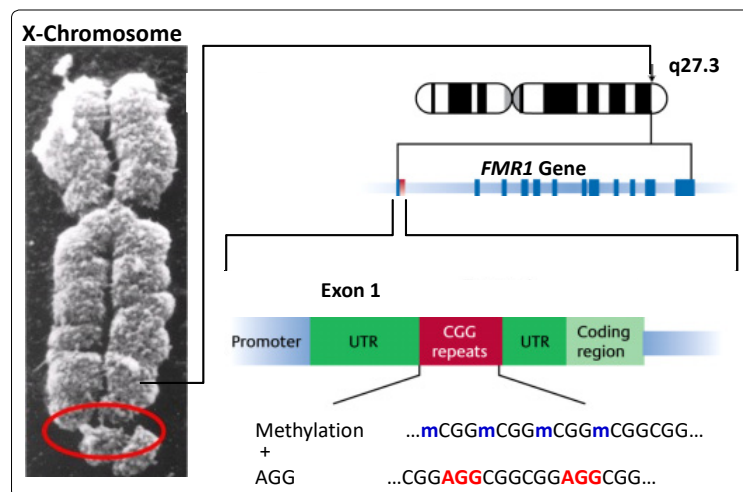 X-Chromosome
q27.3
FMR1 Gene
Exon 1
Promoter
UTR
CGG
repeats
UTR
Coding
region
Methylation
...mCGGmCGGmCGGmCGGCGG...
+
AGG
...CGGAGGCGGCGGAGGCGG...